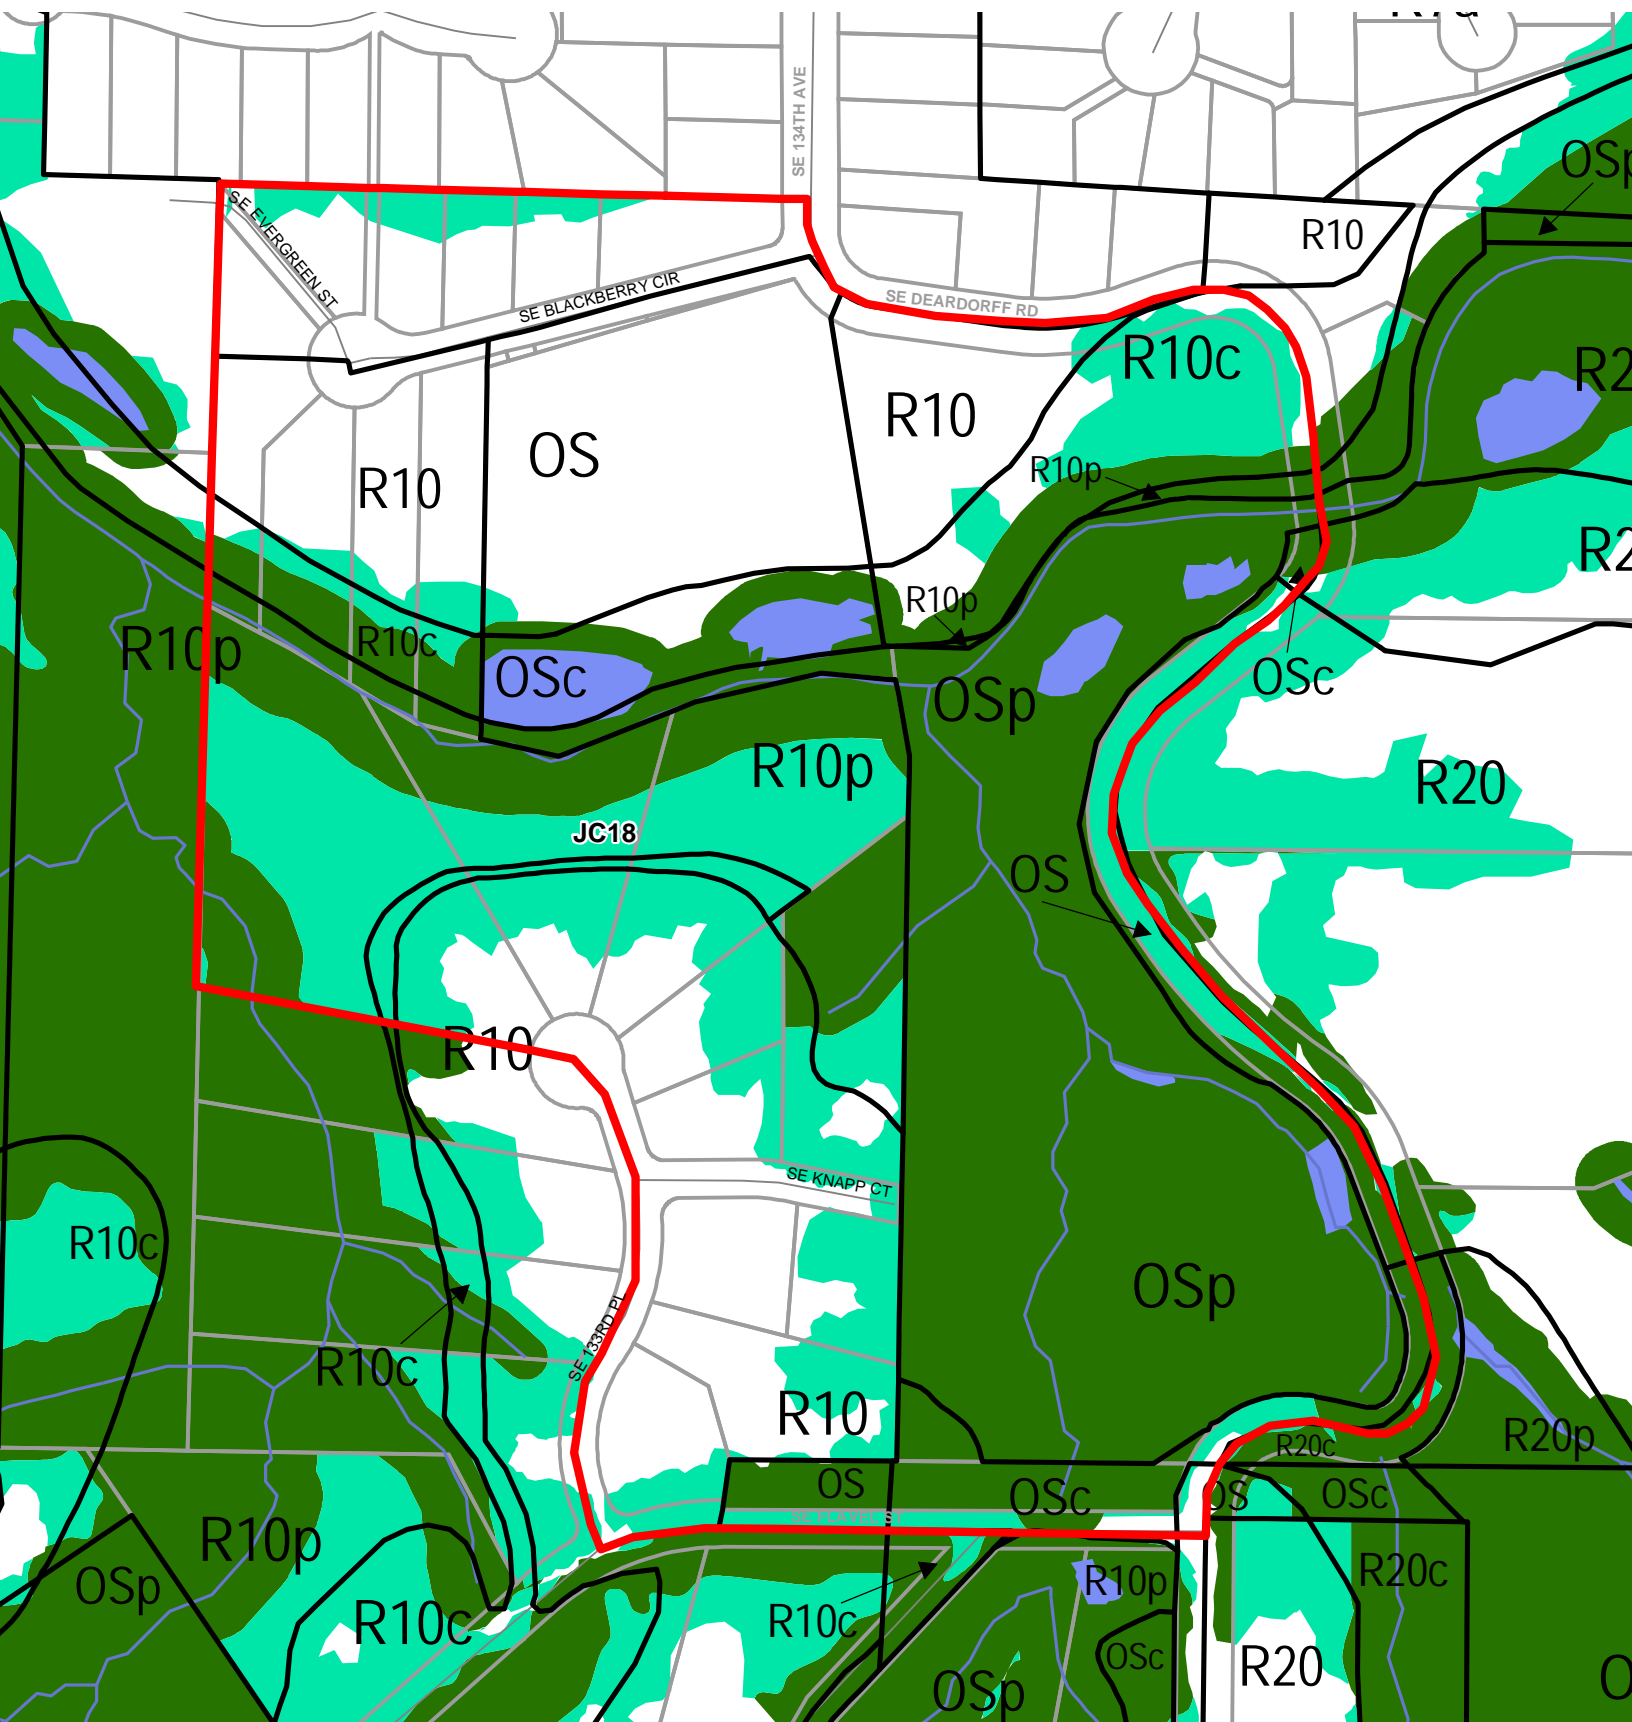 SE 134TH AVE
OSp
SE EVERGREEN ST
R10
SE BLACKBERRY CIR
SE DEARDORFF RD
R10c
R2
R10
OS
R10p
R10
R2
R10p
R10c
R10p
OSc
OSc
OSp
R10p
R20
JC18
OS
R10
SE KNAPP CT
R10c
OSp
SE 133RD PL
R10c
R10
R20c
R20p
OS
OSc
OS
OSc
SE FLAVEL ST
R10p
OSp
R10p
R20c
R10c
R10c
OSc
R20
OSp
O